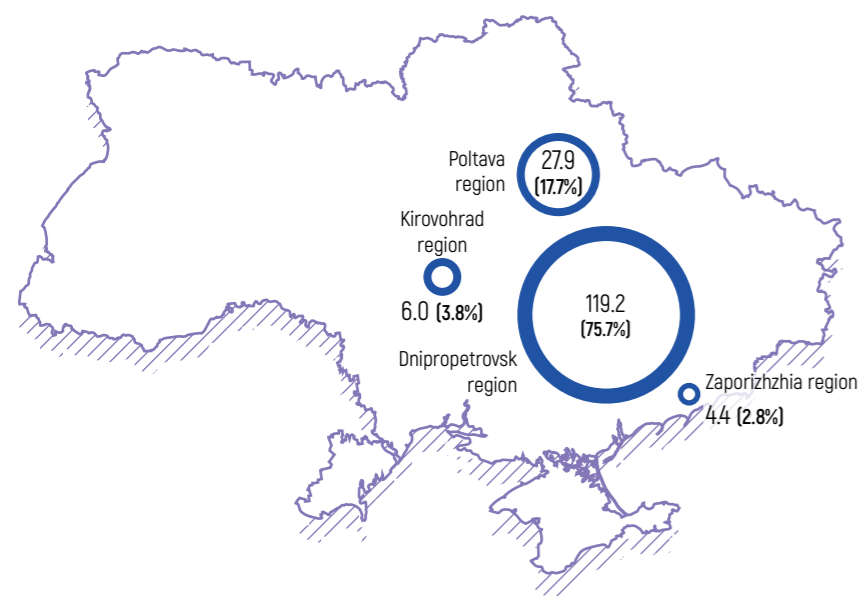 Poltava
region
27.9
(17.7%)
Kirovohrad
region
6.0 (3.8%)
119.2
(75.7%)
Dnipropetrovsk
region
Zaporizhzhia region
4.4 (2.8%)